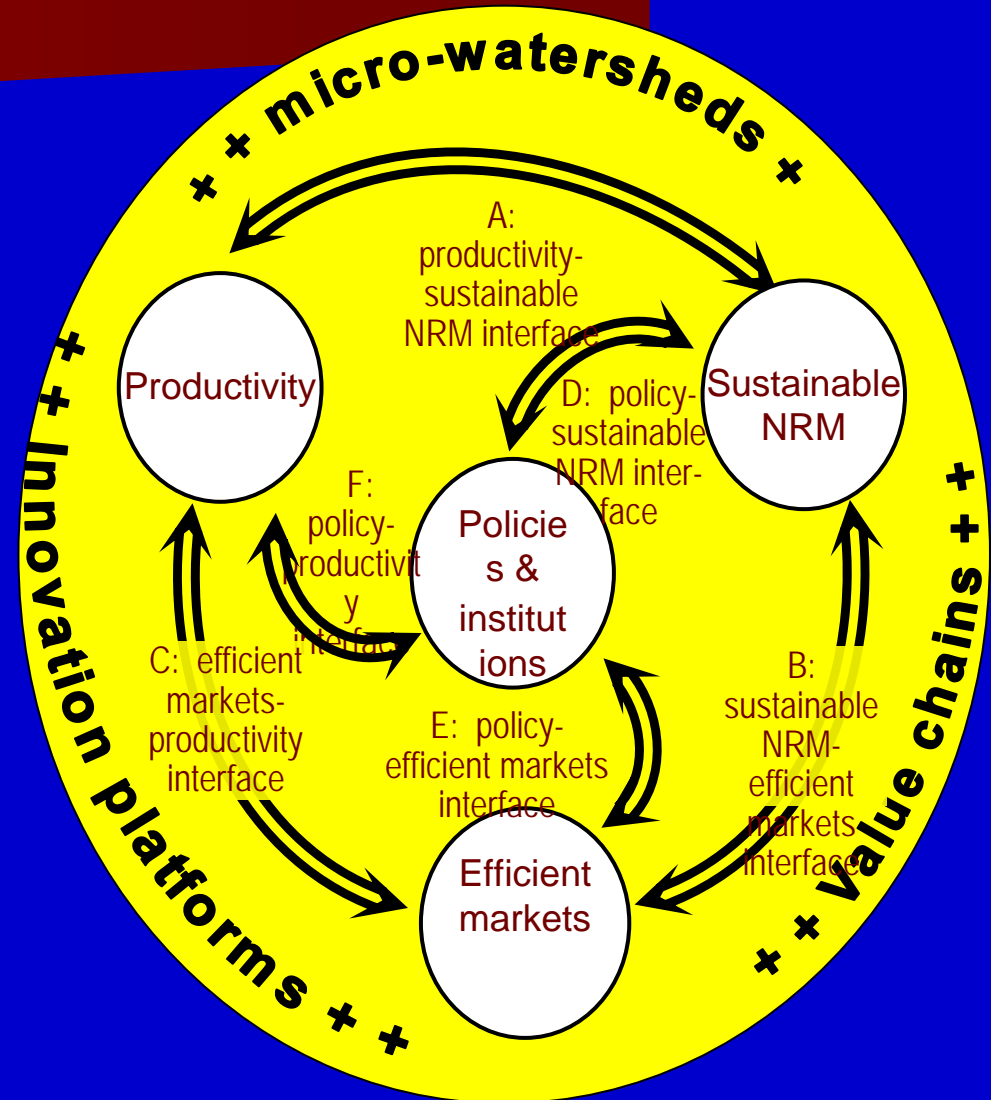 + + micro-watersheds +
A:
productivity-
sustainable
NRM interface
Productivity
Sustainable
NRM
D: policy-
sustainable
NRM inter-
face
F:
policy-
productivit
y
interface
Policie
s &
institut
ions
C: efficient
markets-
productivity
interface
E: policy-
efficient markets
interface
B:
sustainable
NRM-
efficient
markets
interface
Efficient
markets
+ + Innovation platforms + +
+ + value chains + +